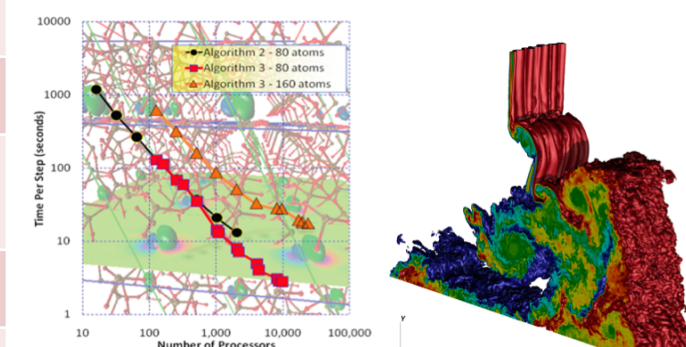 10000
1000
100
10
1
Time Per Step (seconds)
Algorithm 2 - 80 atoms
Algorithm 3 - 80 atoms
Algorithm 3 - 160 atoms
10
100
1,000
10,000
100,000
Number of Processors
Y